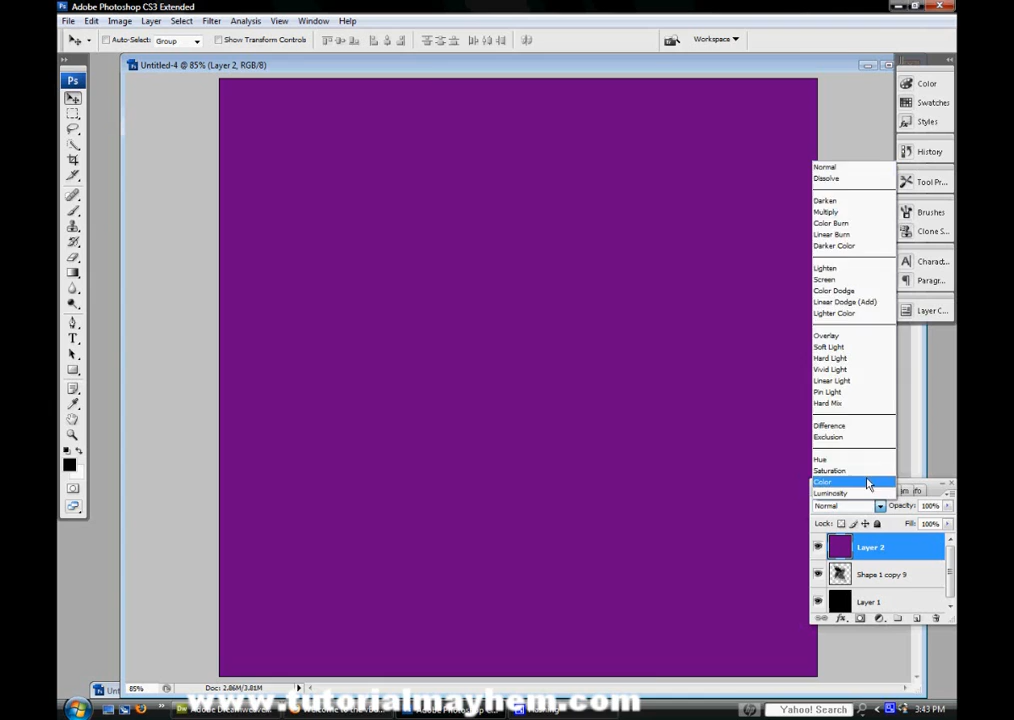 Adobe Photoshop CS3 Extended
File Edit Image Layer Select Filter Analysis View Window Help
Auto-Select: Group Show Transform Controls Workspace
Untitled-4 @ 85% (Layer 2, RGB/8)
Ps
Color
Swatches
Styles
History
Tool Pr...
Brushes
Clone S...
Charact...
Paragr...
Layer C...
Normal
Dissolve
Darken
Multiply
Color Burn
Linear Burn
Darker Color
Lighten
Screen
Color Dodge
Linear Dodge (Add)
Lighter Color
Overlay
Soft Light
Hard Light
Vivid Light
Linear Light
Pin Light
Hard Mix
Difference
Exclusion
Hue
Saturation
Color
Luminosity
Normal Opacity: 100%
Lock: Fill: 100%
Layer 2
Shape 1 copy 9
Layer 1
85% Doc: 2.86M/3.81M
www.tutorialmayhem.com
Yahoo! Search 3:43 PM